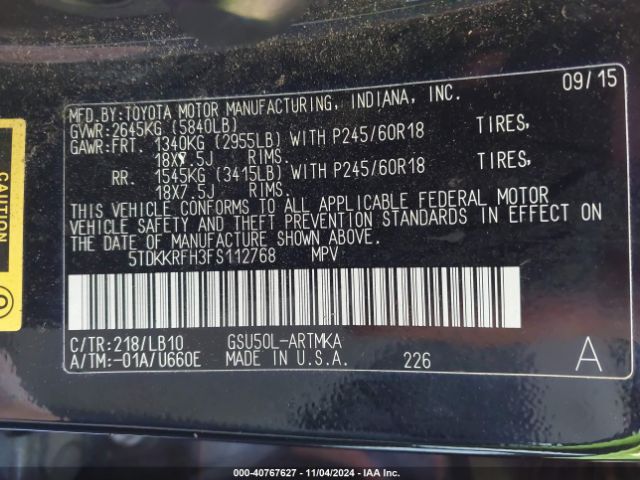 MFD.BY:TOYOTA MOTOR MANUFACTURING, INDIANA, INC. 09/15
GVWR:2645KG (5840LB)
GAWR:FRT. 1340KG (2955LB) WITH P245/60R18 TIRES,
18X7.5J RIMS.
RR. 1545KG (3415LB) WITH P245/60R18 TIRES,
18X7.5J RIMS.
THIS VEHICLE CONFORMS TO ALL APPLICABLE FEDERAL MOTOR
VEHICLE SAFETY AND THEFT PREVENTION STANDARDS IN EFFECT ON
THE DATE OF MANUFACTURE SHOWN ABOVE.
5TDKKRFH3FS112768 MPV
C/TR:218/LB10 GSU50L-ARTMKA
A/TM:-01A/U660E MADE IN U.S.A. 226 A
CAUTION
000-40767627 - 11/04/2024 - IAAI.com